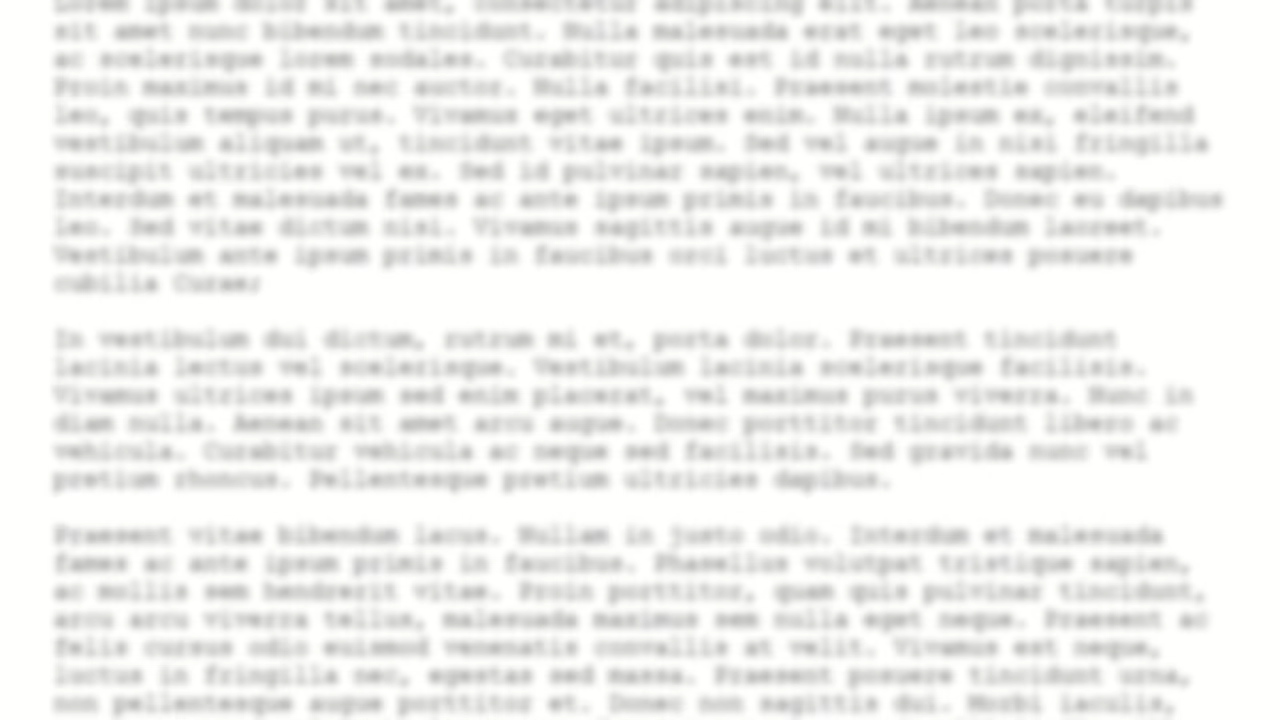 Lorem ipsum dolor sit amet, consectetur adipiscing elit. Aenean porta turpis
sit amet nunc bibendum tincidunt. Nulla malesuada erat eget leo scelerisque,
ac scelerisque lorem sodales. Curabitur quis est id nulla rutrum dignissim.
Proin maximus id mi nec auctor. Nulla facilisi. Praesent molestie convallis
leo, quis tempus purus. Vivamus eget ultrices enim. Nulla ipsum ex, eleifend
vestibulum aliquam ut, tincidunt vitae ipsum. Sed vel augue in nisi fringilla
suscipit ultricies vel ex. Sed id pulvinar sapien, vel ultrices sapien.
Interdum et malesuada fames ac ante ipsum primis in faucibus. Donec eu dapibus
leo. Sed vitae dictum nisi. Vivamus sagittis augue id mi bibendum laoreet.
Vestibulum ante ipsum primis in faucibus orci luctus et ultrices posuere
cubilia Curae;
In vestibulum dui dictum, rutrum mi et, porta dolor. Praesent tincidunt
lacinia lectus vel scelerisque. Vestibulum lacinia scelerisque facilisis.
Vivamus ultrices ipsum sed enim placerat, vel maximus purus viverra. Nunc in
diam nulla. Aenean sit amet arcu augue. Donec porttitor tincidunt libero ac
vehicula. Curabitur vehicula ac neque sed facilisis. Sed gravida nunc vel
pretium rhoncus. Pellentesque pretium ultricies dapibus.
Praesent vitae bibendum lacus. Nullam in justo odio. Interdum et malesuada
fames ac ante ipsum primis in faucibus. Phasellus volutpat tristique sapien,
ac mollis sem hendrerit vitae. Proin porttitor, quam quis pulvinar tincidunt,
arcu arcu viverra tellus, malesuada maximus sem nulla eget neque. Praesent ac
felis cursus odio euismod venenatis convallis at velit. Vivamus est neque,
luctus in fringilla nec, egestas sed massa. Praesent posuere tincidunt urna,
non pellentesque augue porttitor et. Donec non sagittis dui. Morbi iaculis,